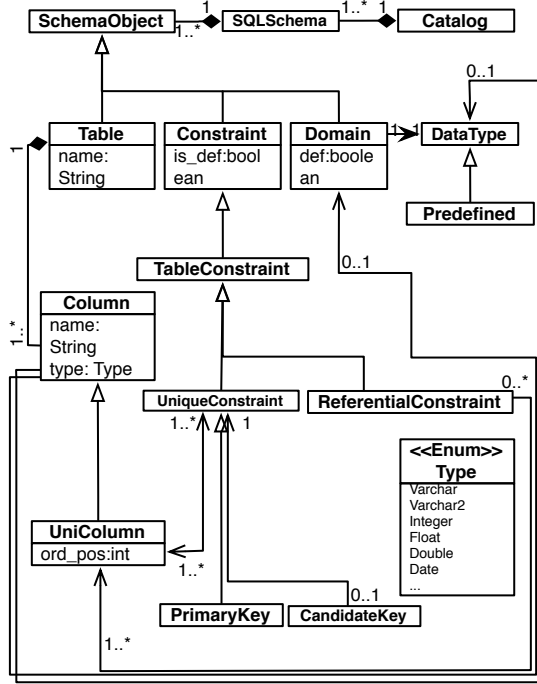 1
1..*
1
SchemaObject
SQLSchema
Catalog
1..*
0..1
Table
Constraint
Domain
1..1
DataType
name:
String
is_def:bool
ean
def:boole
an
1
Predefined
TableConstraint
0..1
Column
name:
String
type: Type
1..*
UniqueConstraint
ReferentialConstraint
0..*
1..*
1
<<Enum>>
Type
Varchar
Varchar2
Integer
Float
Double
Date
...
UniColumn
ord_pos:int
1..*
0..1
PrimaryKey
CandidateKey
1..*